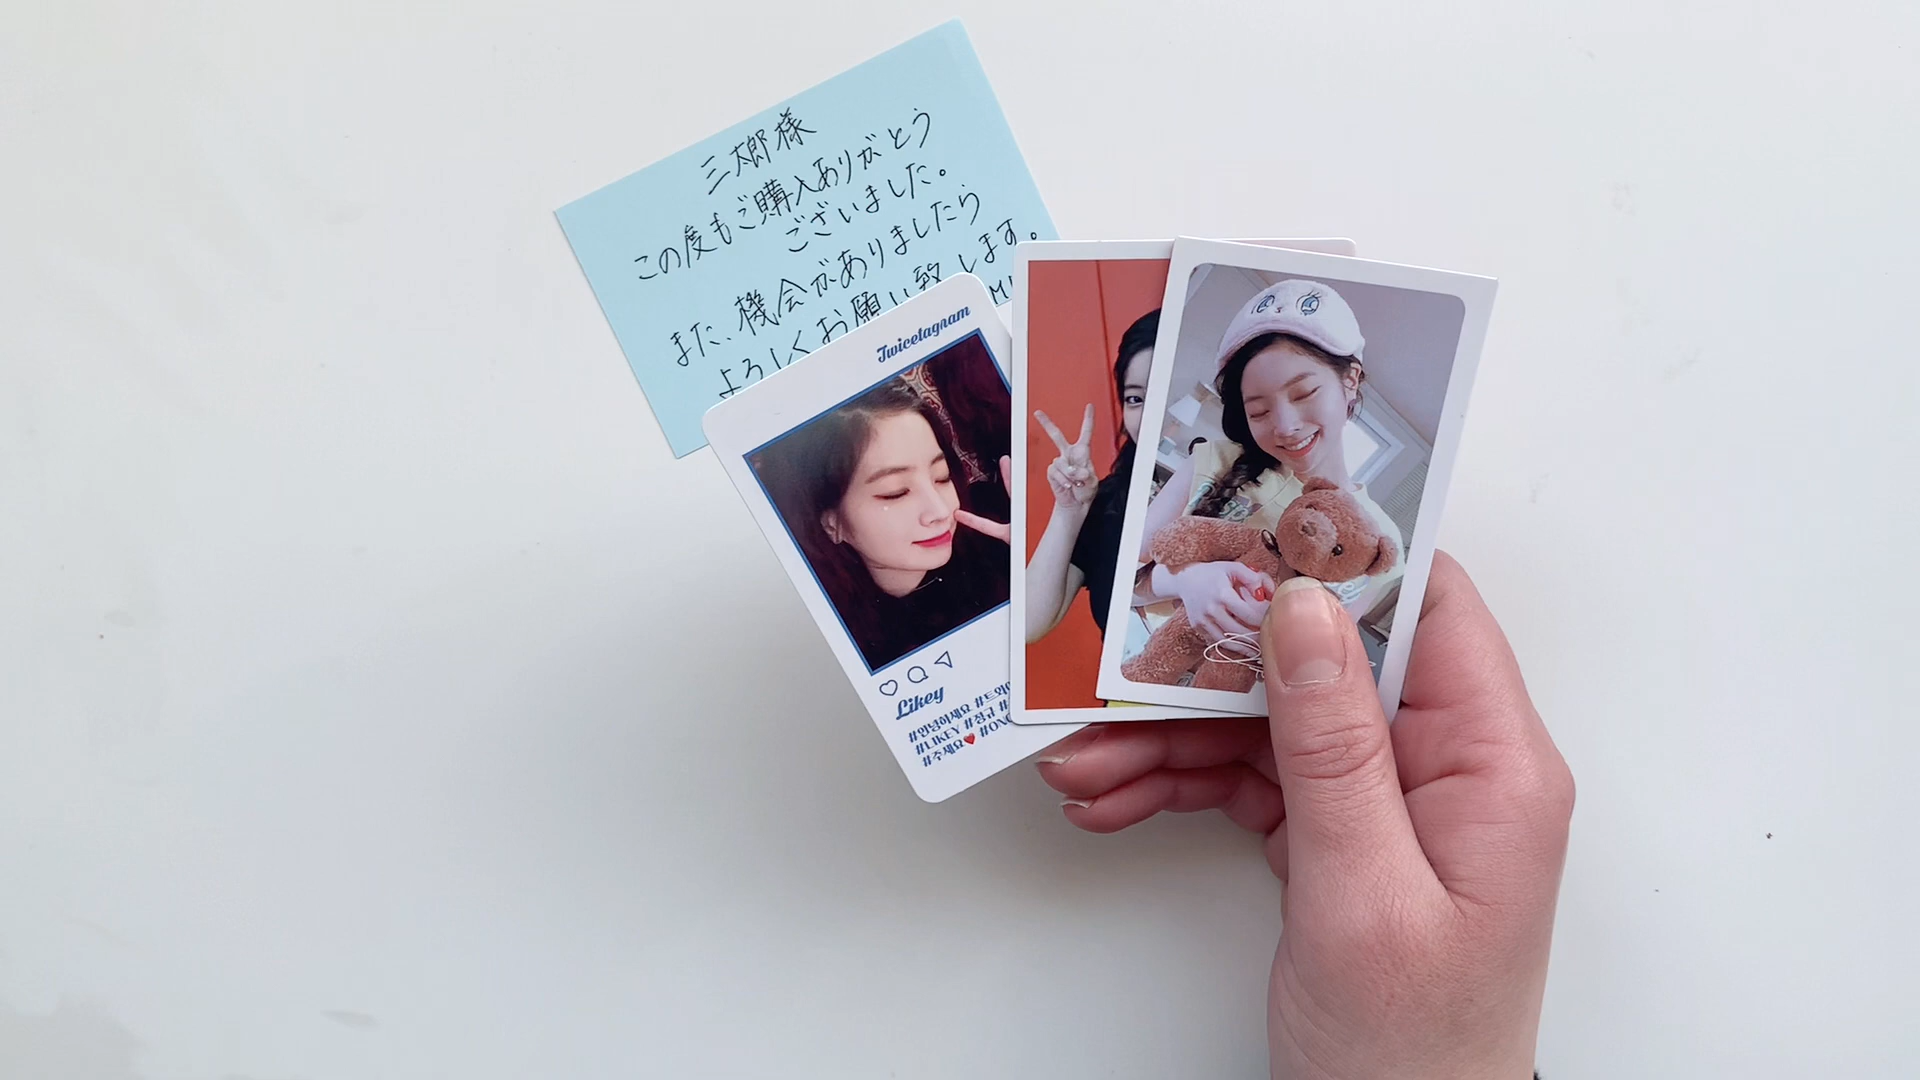 三太郎様
この度もご購入ありがとう
ございました。
また、機会がありましたら
よろしくお願い致します。
Twicetagram
Likey
#안녕하세요
#LIKEY #정규
#주세요❤